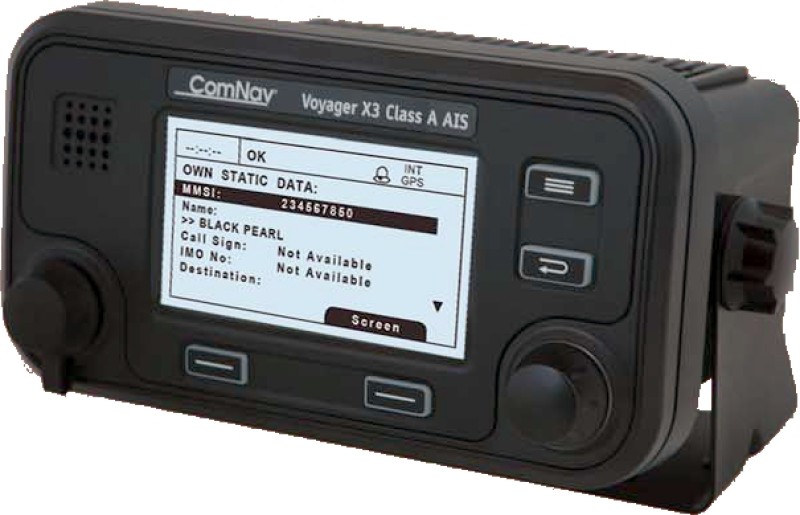 ComNav
Voyager X3 Class A AIS
--:--:-- OK INT GPS
OWN STATIC DATA:
MMSI: 234567850
Name:
>> BLACK PEARL
Call Sign: Not Available
IMO No: Not Available
Destination:
Screen